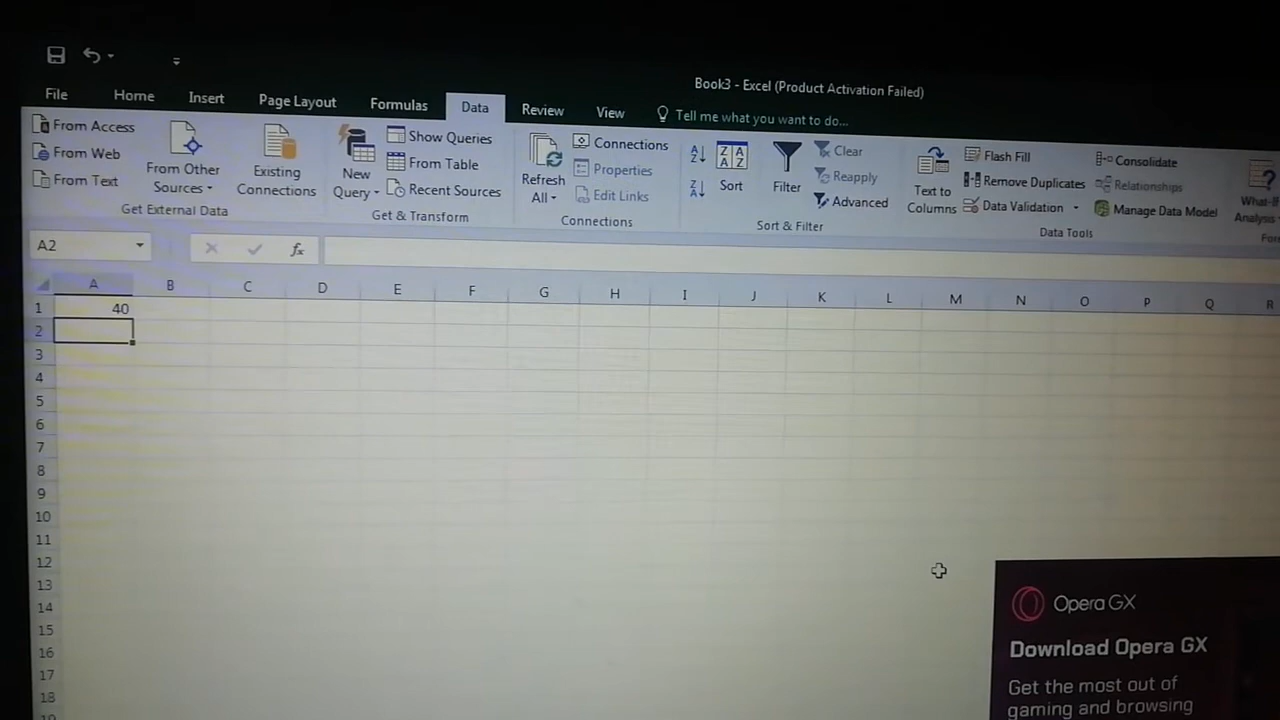 Book3 - Excel (Product Activation Failed)
File Home Insert Page Layout Formulas Data Review View Tell me what you want to do...
From Access
From Web
From Text
From Other
Sources
Existing
Connections
Get External Data
New
Query
Show Queries
From Table
Recent Sources
Get & Transform
Refresh
All
Connections
Properties
Edit Links
Connections
Sort
Filter
Clear
Reapply
Advanced
Sort & Filter
Text to
Columns
Flash Fill
Remove Duplicates
Data Validation
Consolidate
Relationships
Manage Data Model
Data Tools
What-If
Analysis
For
A2
fx
A B C D E F G H I J K L M N O P Q R
1 40
2
3
4
5
6
7
8
9
10
11
12
13
14
15
16
17
18
19
Opera GX
Download Opera GX
Get the most out of
gaming and browsing